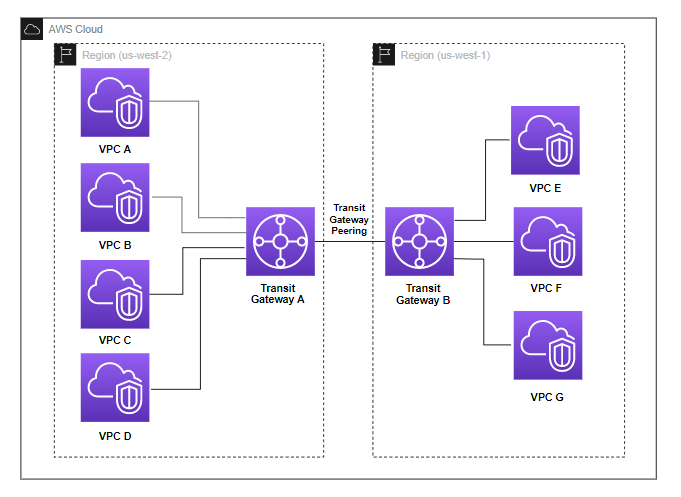 AWS Cloud
Region (us-west-2)
Region (us-west-1)
VPC A
VPC B
VPC C
VPC D
Transit
Gateway A
Transit
Gateway
Peering
Transit
Gateway B
VPC E
VPC F
VPC G